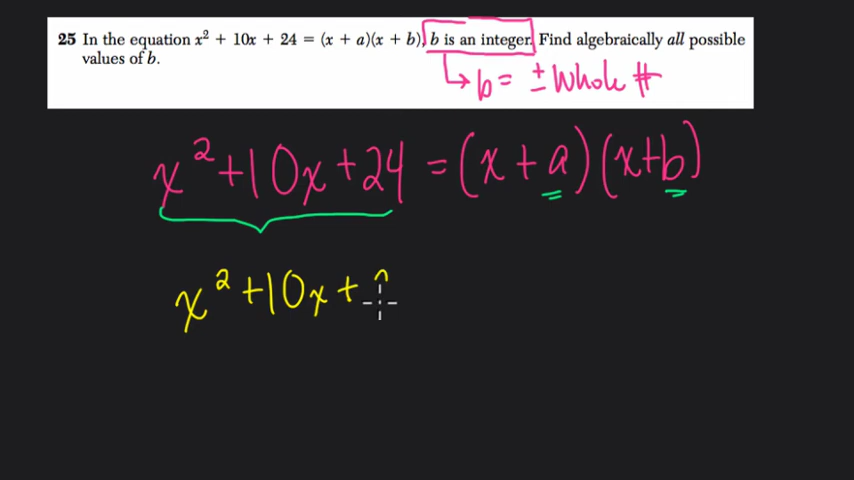 25 In the equation x² + 10x + 24 = (x + a)(x + b), b is an integer. Find algebraically all possible
values of b.
↳ b = ± Whole #
x² + 10x + 24 = (x + a)(x + b)
x² + 10x +